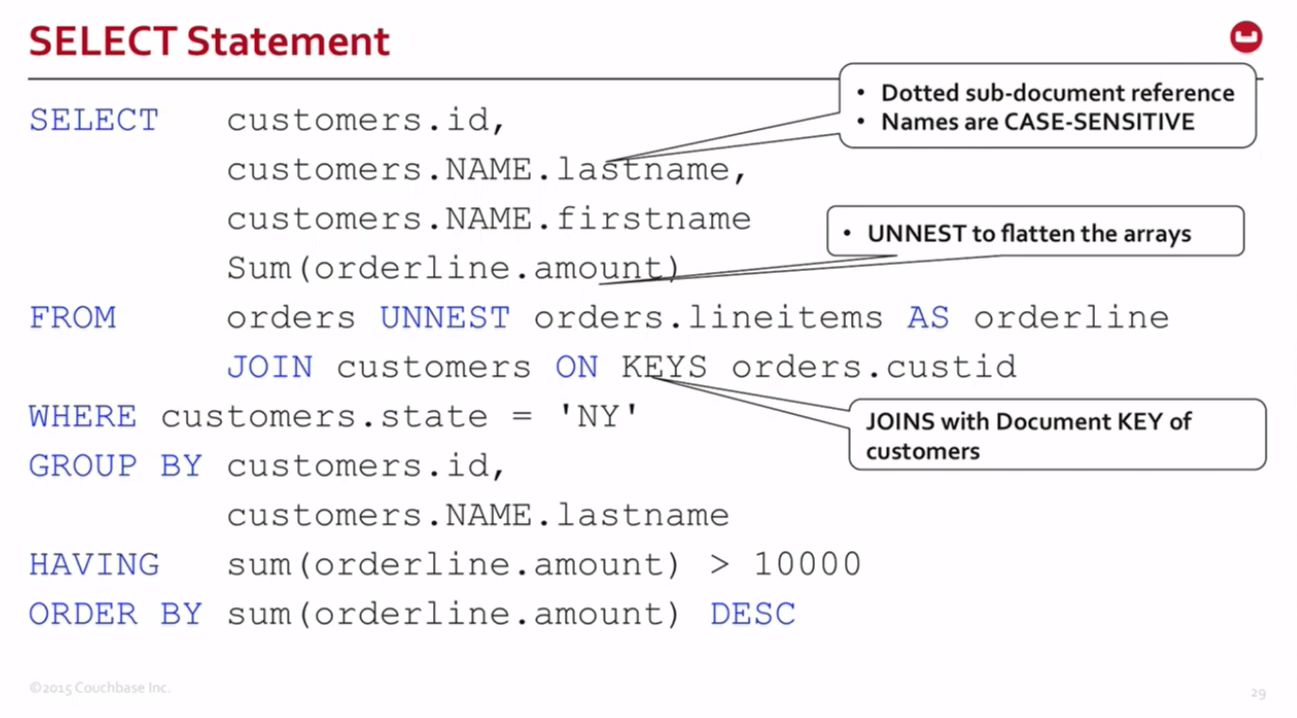 SELECT Statement
• Dotted sub-document reference
• Names are CASE-SENSITIVE
SELECT customers.id,
customers.NAME.lastname,
customers.NAME.firstname
• UNNEST to flatten the arrays
Sum(orderline.amount)
FROM orders UNNEST orders.lineitems AS orderline
JOIN customers ON KEYS orders.custid
WHERE customers.state = 'NY'
JOINS with Document KEY of
customers
GROUP BY customers.id,
customers.NAME.lastname
HAVING sum(orderline.amount) > 10000
ORDER BY sum(orderline.amount) DESC
©2015 Couchbase Inc.
29